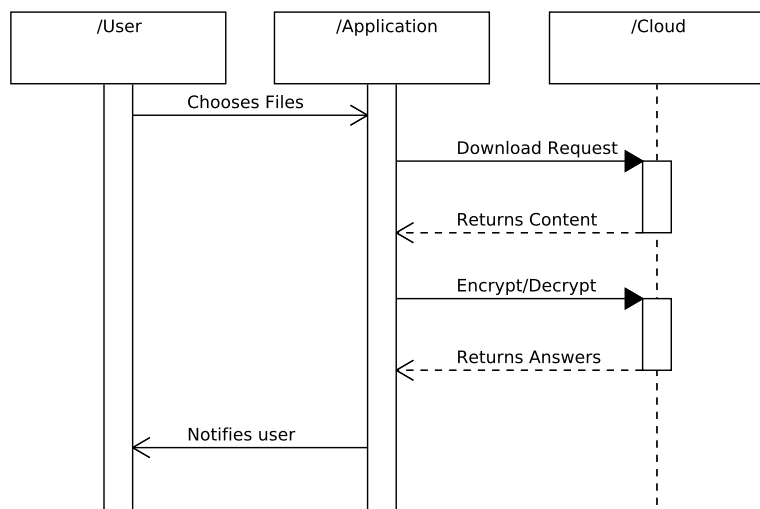 /User
/Application
/Cloud
Chooses Files
Download Request
Returns Content
Encrypt/Decrypt
Returns Answers
Notifies user